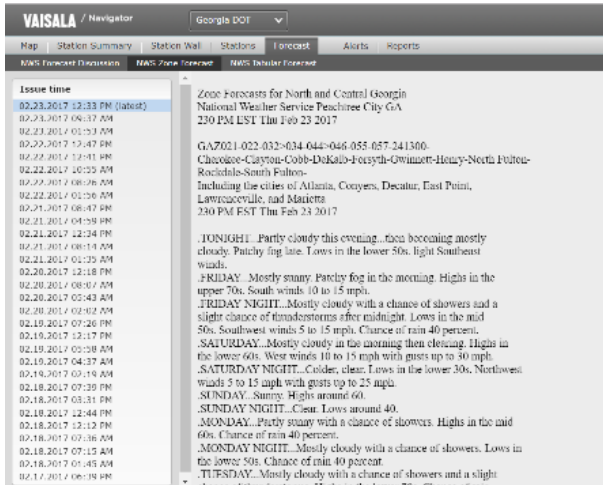 VAISALA / Navigator
Georgia DOT
Map Station Summary Station Wall Stations Forecast Alerts Reports
NWS Forecast Discussion NWS Zone Forecast NWS Tabular Forecast
Issue time
02.23.2017 12:33 PM (latest)
02.23.2017 09:37 AM
02.23.2017 01:53 AM
02.22.2017 12:47 PM
02.22.2017 12:41 PM
02.22.2017 10:55 AM
02.22.2017 08:26 AM
02.22.2017 01:56 AM
02.21.2017 08:47 PM
02.21.2017 04:59 PM
02.21.2017 12:34 PM
02.21.2017 08:14 AM
02.21.2017 01:35 AM
02.20.2017 12:18 PM
02.20.2017 08:07 AM
02.20.2017 05:43 AM
02.20.2017 02:02 AM
02.19.2017 07:26 PM
02.19.2017 12:17 PM
02.19.2017 05:58 AM
02.19.2017 04:37 AM
02.19.2017 02:19 AM
02.18.2017 07:39 PM
02.18.2017 03:31 PM
02.18.2017 12:44 PM
02.18.2017 12:12 PM
02.18.2017 07:36 AM
02.18.2017 07:15 AM
02.18.2017 01:45 AM
02.17.2017 06:39 PM
Zone Forecasts for North and Central Georgia
National Weather Service Peachtree City GA
230 PM EST Thu Feb 23 2017
GAZ021-022-032>034-044>046-055-057-241300-
Cherokee-Clayton-Cobb-DeKalb-Forsyth-Gwinnett-Henry-North Fulton-
Rockdale-South Fulton-
Including the cities of Atlanta, Conyers, Decatur, East Point,
Lawrenceville, and Marietta
230 PM EST Thu Feb 23 2017
.TONIGHT...Partly cloudy this evening...then becoming mostly
cloudy. Patchy fog late. Lows in the lower 50s. light Southeast
winds.
.FRIDAY...Mostly sunny. Patchy fog in the morning. Highs in the
upper 70s. South winds 10 to 15 mph.
.FRIDAY NIGHT...Mostly cloudy with a chance of showers and a
slight chance of thunderstorms after midnight. Lows in the mid
50s. Southwest winds 5 to 15 mph. Chance of rain 40 percent.
.SATURDAY...Mostly cloudy in the morning then clearing. Highs in
the lower 60s. West winds 10 to 15 mph with gusts up to 30 mph.
.SATURDAY NIGHT...Colder, clear. Lows in the lower 30s. Northwest
winds 5 to 15 mph with gusts up to 25 mph.
.SUNDAY...Sunny. Highs around 60.
.SUNDAY NIGHT...Clear. Lows around 40.
.MONDAY...Partly sunny with a chance of showers. Highs in the mid
60s. Chance of rain 40 percent.
.MONDAY NIGHT...Mostly cloudy with a chance of showers. Lows in
the lower 50s. Chance of rain 40 percent.
.TUESDAY...Mostly cloudy with a chance of showers and a slight